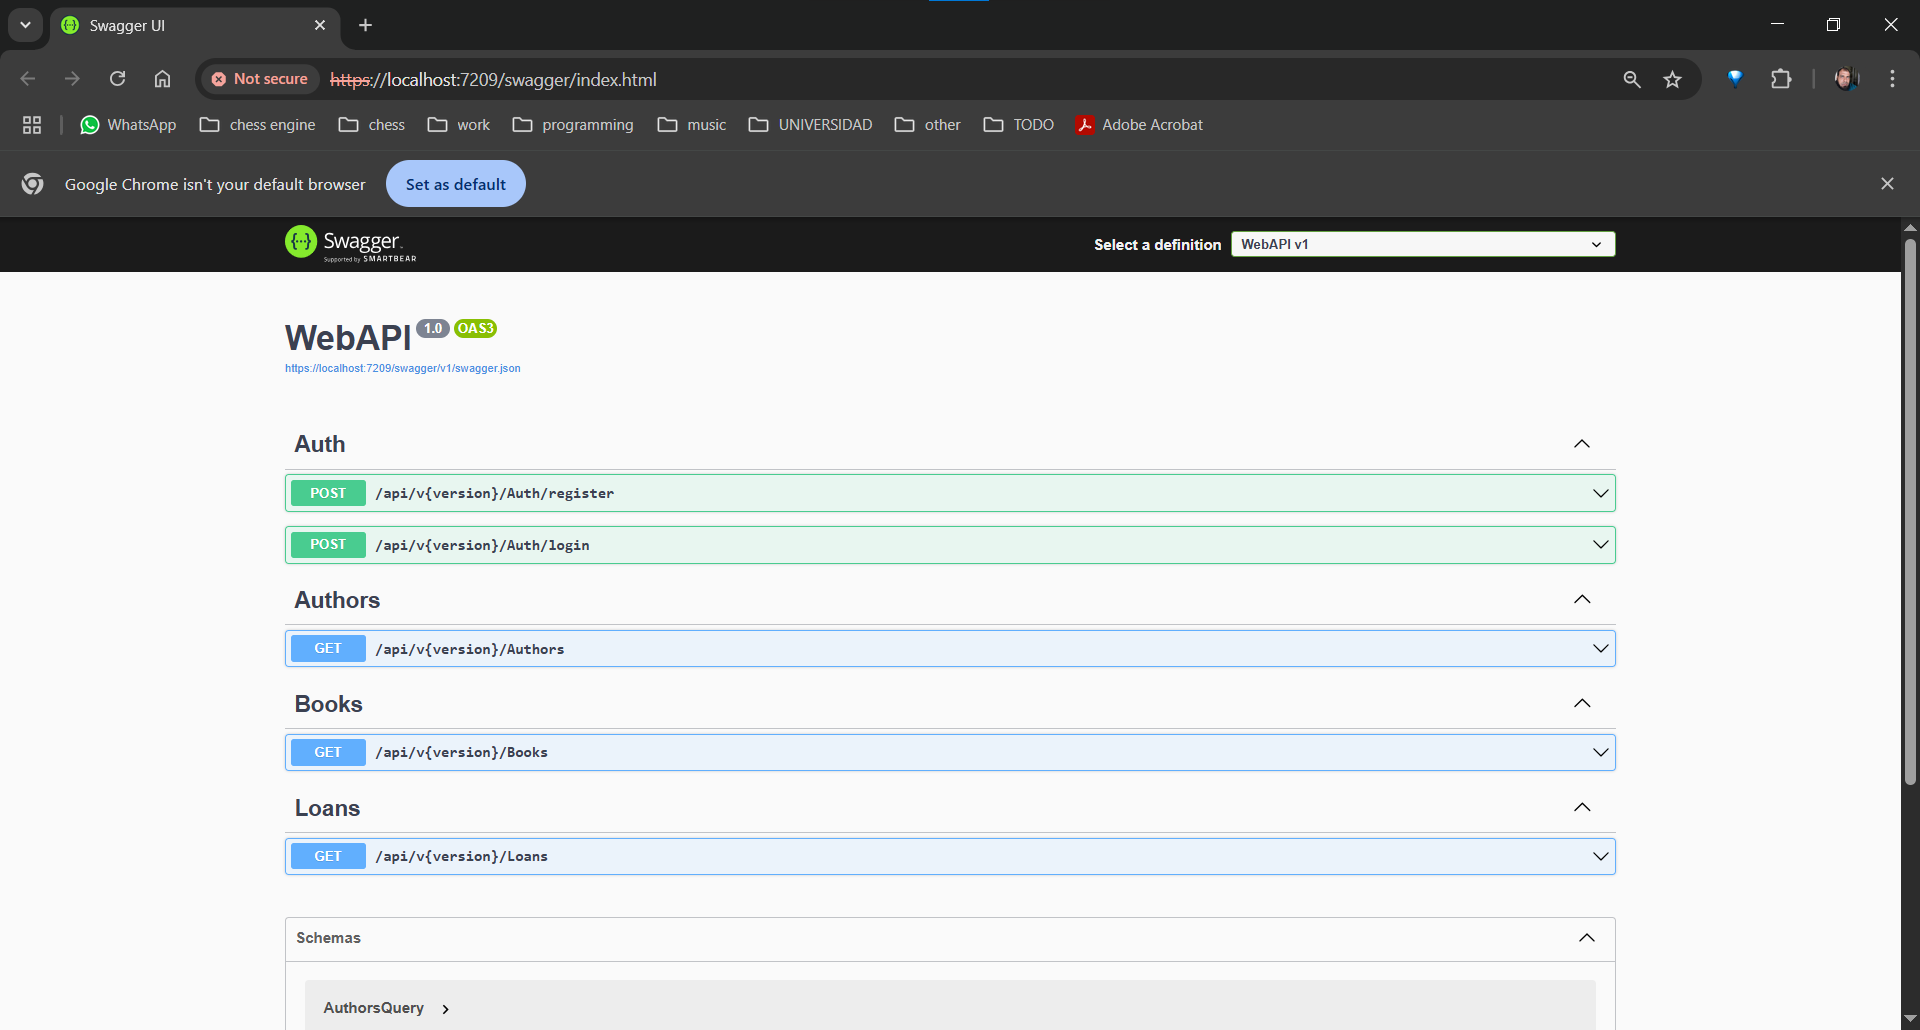 Swagger UI
Not secure https://localhost:7209/swagger/index.html
WhatsApp chess engine chess work programming music UNIVERSIDAD other TODO Adobe Acrobat
Google Chrome isn't your default browser Set as default
Swagger
Supported by SMARTBEAR
Select a definition WebAPI v1
WebAPI 1.0 OAS3
https://localhost:7209/swagger/v1/swagger.json
Auth
POST /api/v{version}/Auth/register
POST /api/v{version}/Auth/login
Authors
GET /api/v{version}/Authors
Books
GET /api/v{version}/Books
Loans
GET /api/v{version}/Loans
Schemas
AuthorsQuery